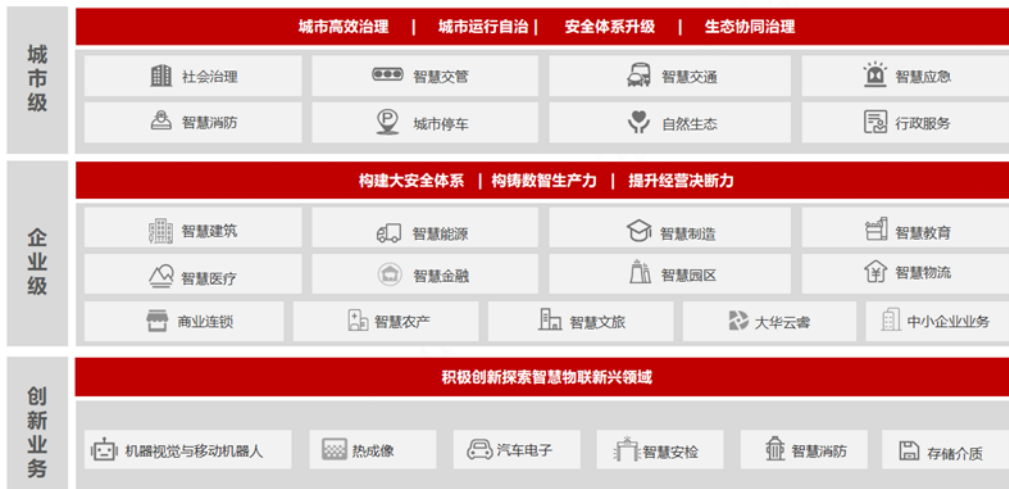 城市级
城市高效治理 | 城市运行自治 | 安全体系升级 | 生态协同治理
社会治理 智慧交管 智慧交通 智慧应急
智慧消防 城市停车 自然生态 行政服务
企业级
构建大安全体系 | 构铸数智生产力 | 提升经营决断力
智慧建筑 智慧能源 智慧制造 智慧教育
智慧医疗 智慧金融 智慧园区 智慧物流
商业连锁 智慧农产 智慧文旅 大华云睿 中小企业业务
创新业务
积极创新探索智慧物联新兴领域
机器视觉与移动机器人 热成像 汽车电子 智慧安检 智慧消防 存储介质